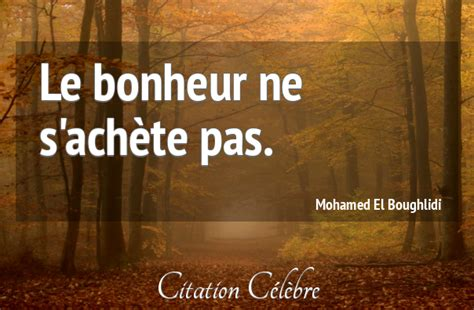 Le bonheur ne
s'achète pas.
Mohamed El Boughlidi
Citation Célèbre